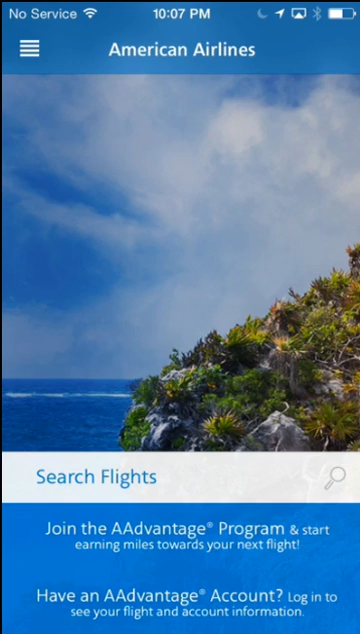 No Service 10:07 PM
American Airlines
Search Flights
Join the AAdvantage® Program & start
earning miles towards your next flight!
Have an AAdvantage® Account? Log in to
see your flight and account information.